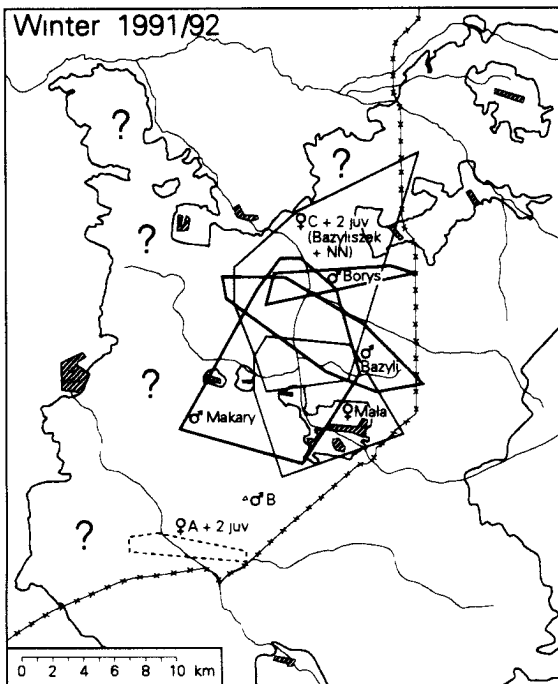 Winter 1991/92
?
?
?
♀C + 2 juv
(Bazyliszek
+ NN)
♂Borys
♂
Bazyli
?
♂Makary
♀Mała
♂B
♀A + 2 juv
?
0 2 4 6 8 10 km